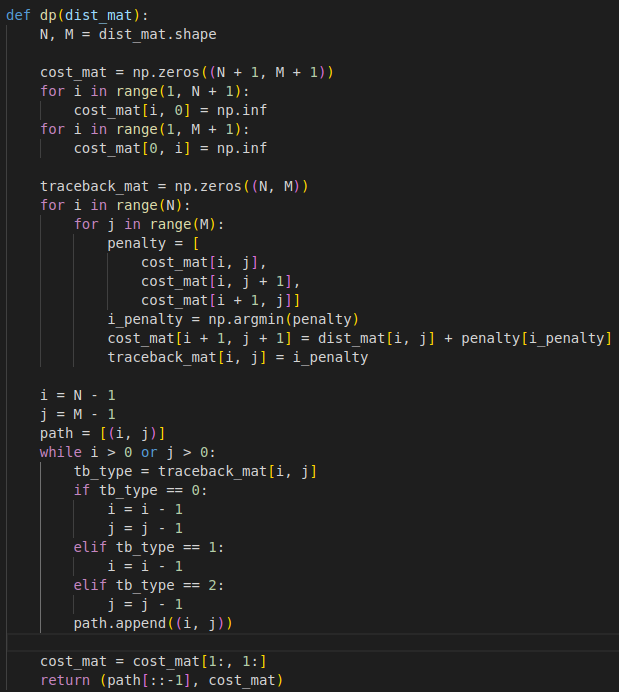 def dp(dist_mat):
    N, M = dist_mat.shape

    cost_mat = np.zeros((N + 1, M + 1))
    for i in range(1, N + 1):
        cost_mat[i, 0] = np.inf
    for i in range(1, M + 1):
        cost_mat[0, i] = np.inf

    traceback_mat = np.zeros((N, M))
    for i in range(N):
        for j in range(M):
            penalty = [
                cost_mat[i, j],
                cost_mat[i, j + 1],
                cost_mat[i + 1, j]]
            i_penalty = np.argmin(penalty)
            cost_mat[i + 1, j + 1] = dist_mat[i, j] + penalty[i_penalty]
            traceback_mat[i, j] = i_penalty

    i = N - 1
    j = M - 1
    path = [(i, j)]
    while i > 0 or j > 0:
        tb_type = traceback_mat[i, j]
        if tb_type == 0:
            i = i - 1
            j = j - 1
        elif tb_type == 1:
            i = i - 1
        elif tb_type == 2:
            j = j - 1
        path.append((i, j))

    cost_mat = cost_mat[1:, 1:]
    return (path[::-1], cost_mat)